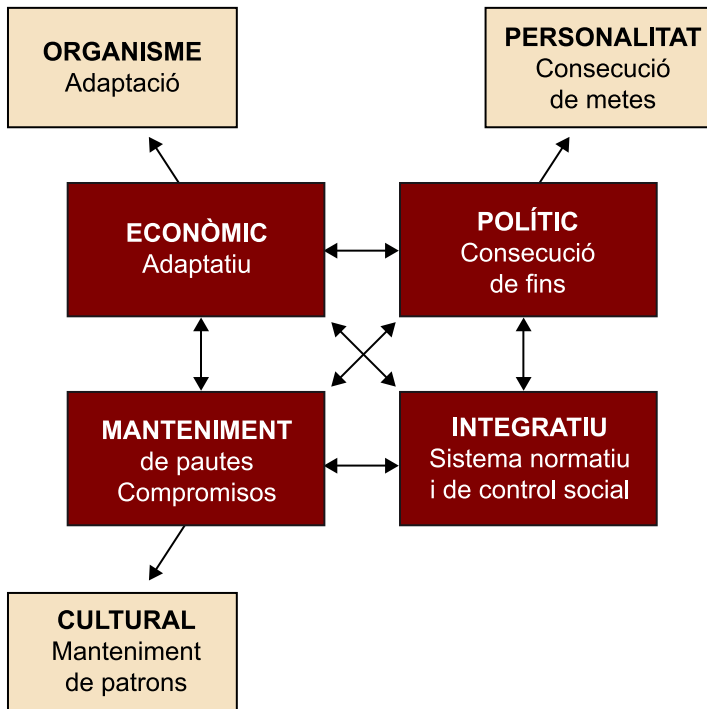 ORGANISME
Adaptació
PERSONALITAT
Consecució
de metes
ECONÒMIC
Adaptatiu
POLÍTIC
Consecució
de fins
MANTENIMENT
de pautes
Compromisos
INTEGRATIU
Sistema normatiu
i de control social
CULTURAL
Manteniment
de patrons